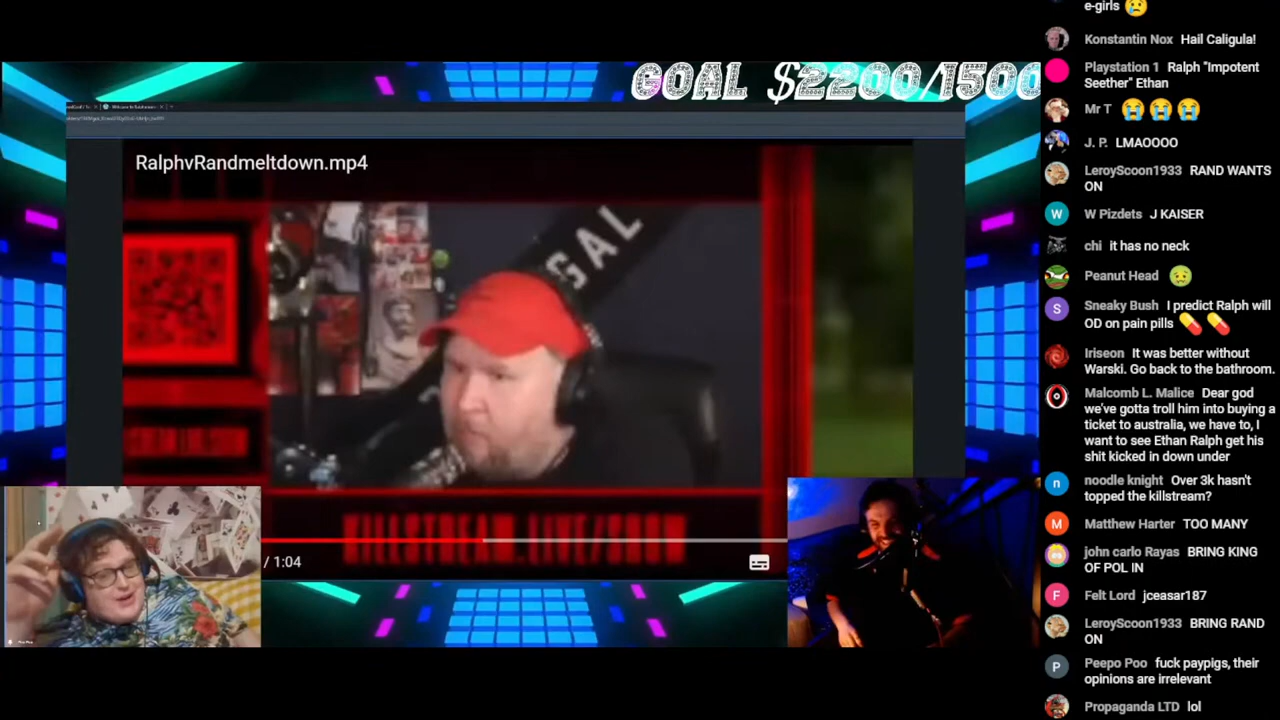 e-girls 😢
Konstantin Nox Hail Caligula!
GOAL $2200/1500
Playstation 1 Ralph "Impotent
Seether" Ethan
Mr T 😭😭😭
J. P. LMAOOOO
RalphvRandmeltdown.mp4
LeroyScoon1933 RAND WANTS
ON
W Pizdets J KAISER
GAL
chi it has no neck
Peanut Head 🤢
Sneaky Bush I predict Ralph will
OD on pain pills 💊 💊
Iriseon It was better without
Warski. Go back to the bathroom.
Malcomb L. Malice Dear god
we've gotta troll him into buying a
ticket to australia, we have to, I
want to see Ethan Ralph get his
shit kicked in down under
noodle knight Over 3k hasn't
topped the killstream?
Matthew Harter TOO MANY
john carlo Rayas BRING KING
OF POL IN
/ 1:04
Felt Lord jceasar187
LeroyScoon1933 BRING RAND
ON
Peepo Poo fuck paypigs, their
opinions are irrelevant
Propaganda LTD lol